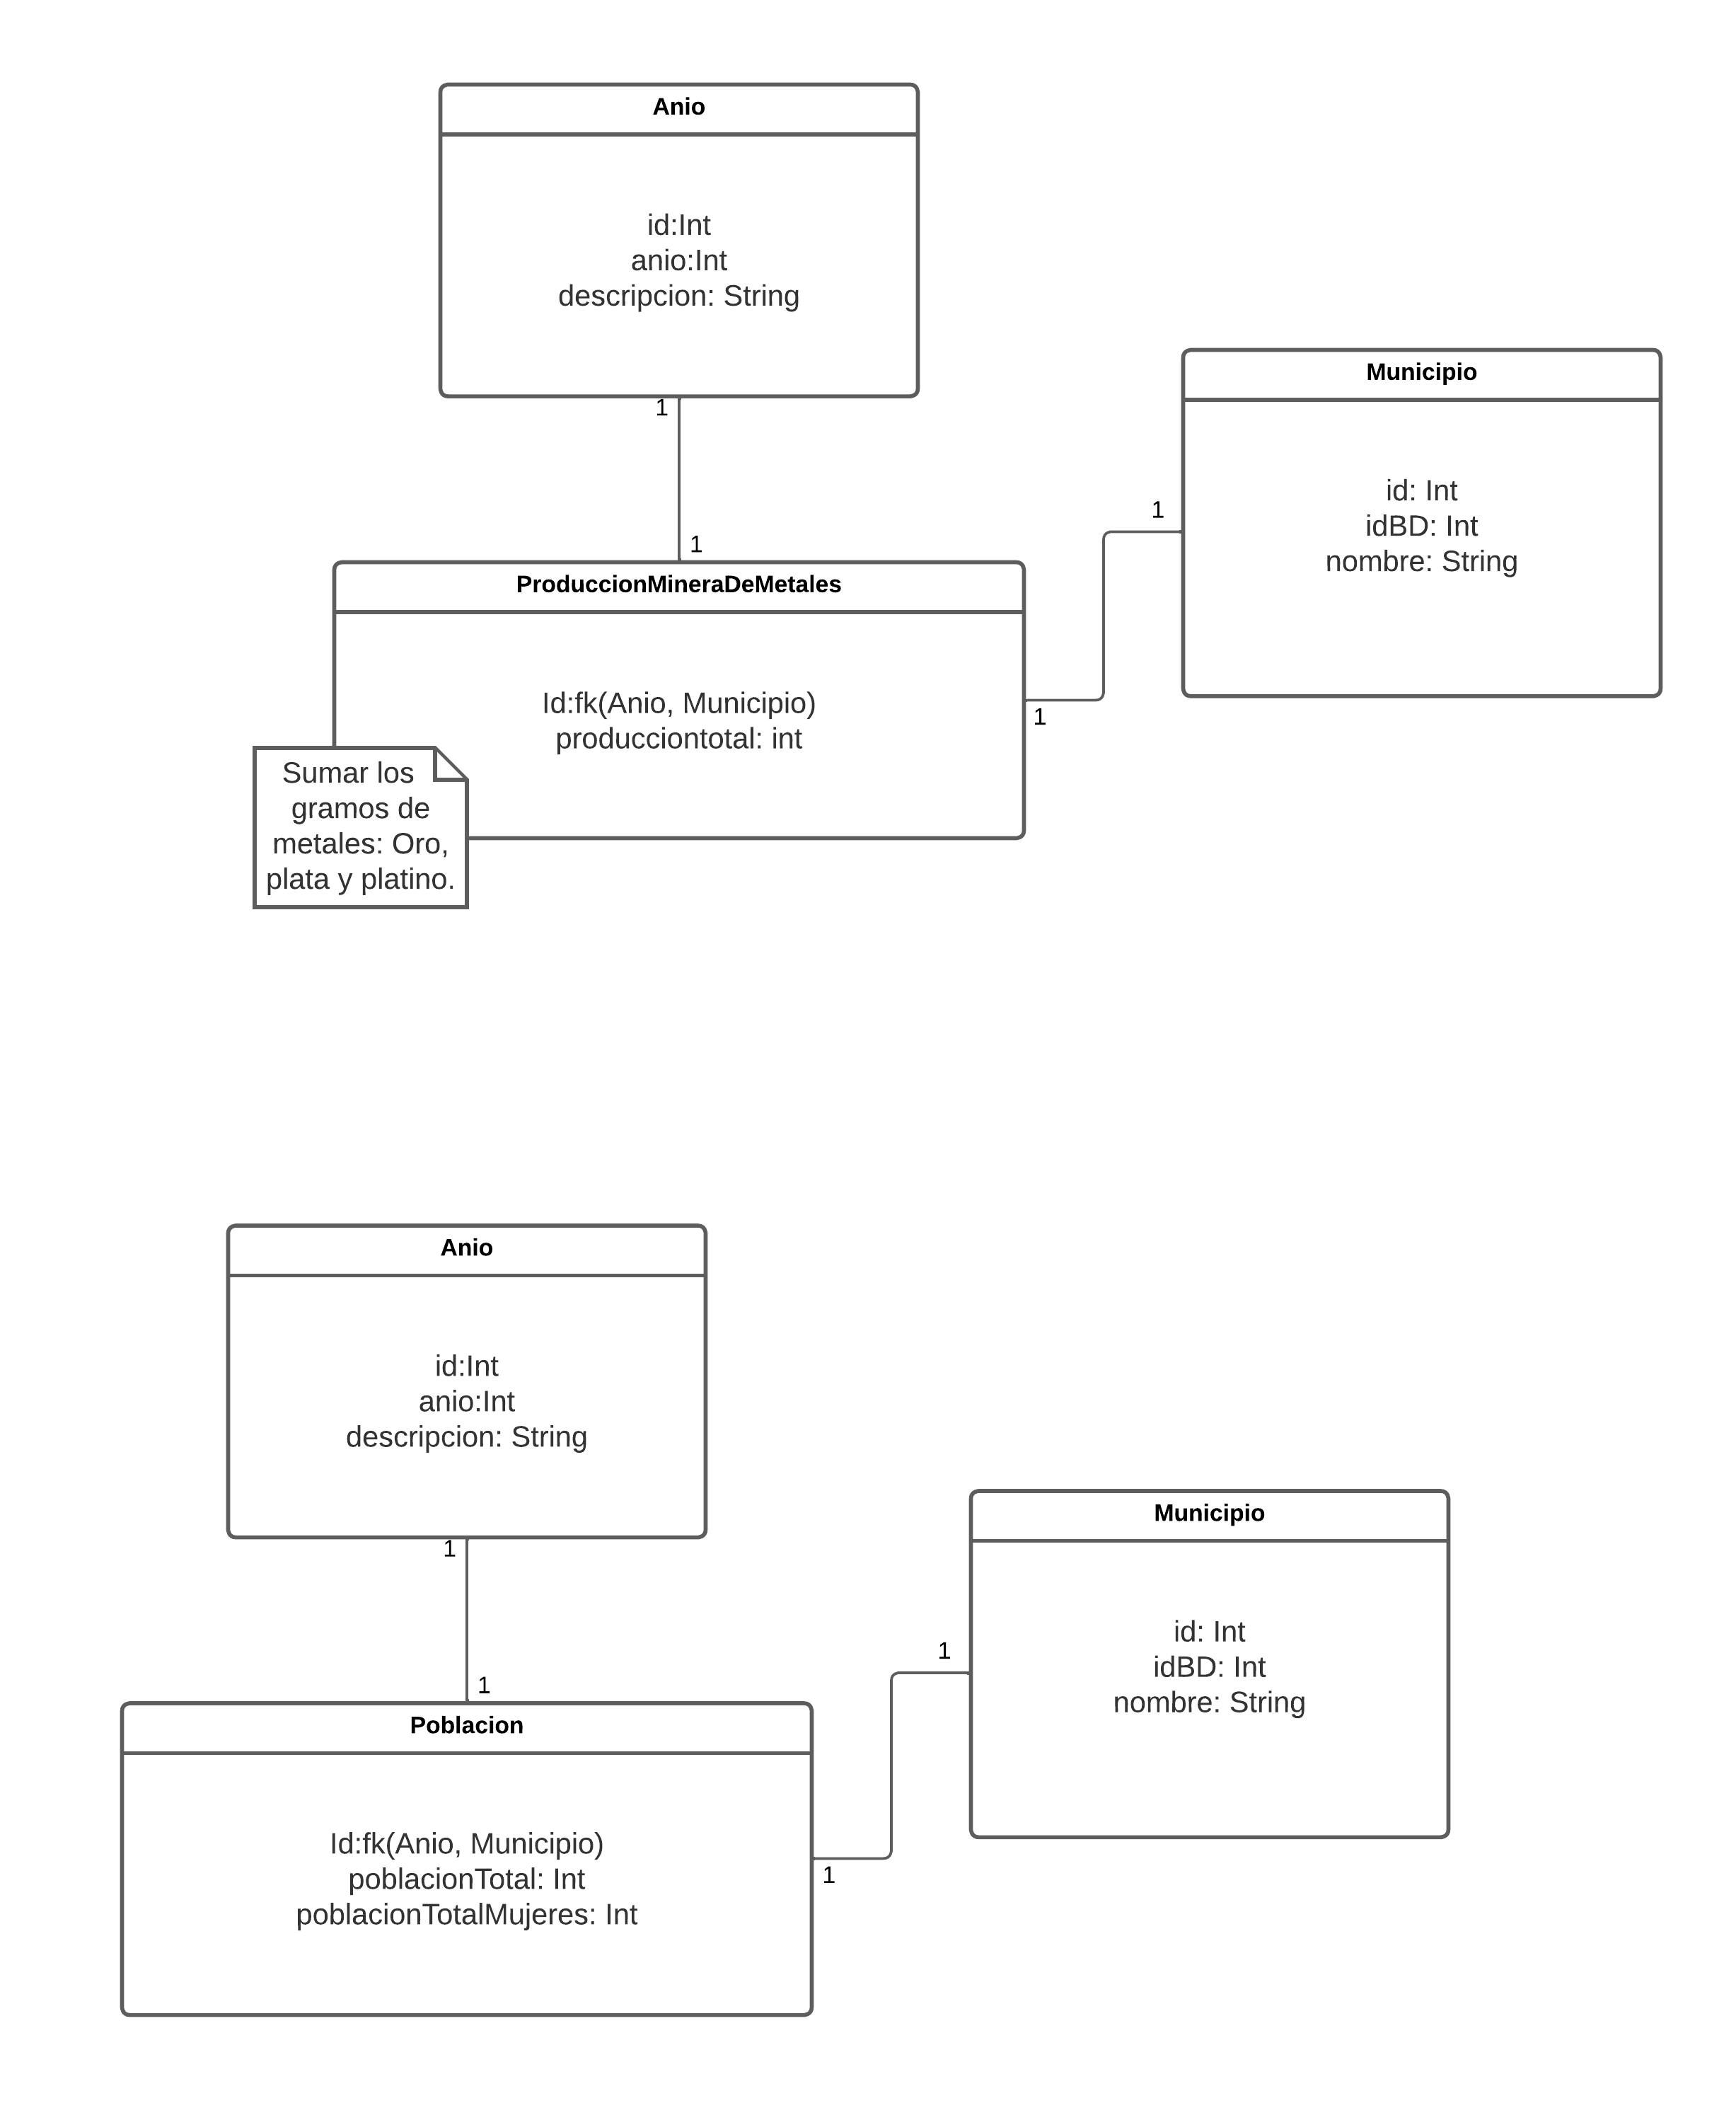 Anio
id:Int
anio:Int
descripcion: String
1
1
Municipio
id: Int
idBD: Int
nombre: String
1
1
ProduccionMineraDeMetales
Id:fk(Anio, Municipio)
producciontotal: int
Sumar los
gramos de
metales: Oro,
plata y platino.
Anio
id:Int
anio:Int
descripcion: String
1
1
Municipio
id: Int
idBD: Int
nombre: String
1
1
Poblacion
Id:fk(Anio, Municipio)
poblacionTotal: Int
poblacionTotalMujeres: Int